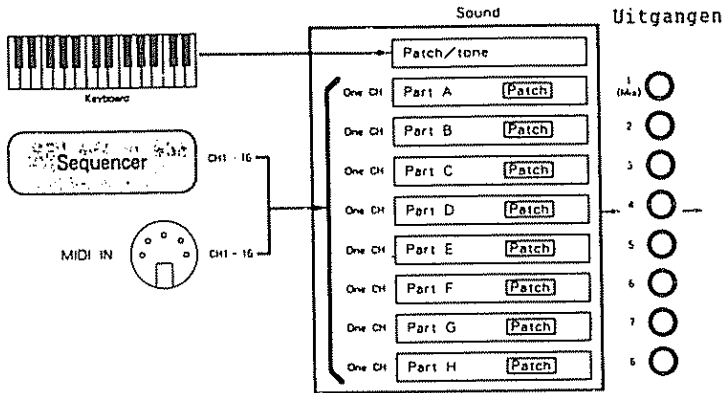 Sound
Uitgangen
Patch/tone
Keyboard
1
(Mix)
One CH Part A Patch
2
One CH Part B Patch
Sequencer CH1 - 16
3
One CH Part C Patch
4
One CH Part D Patch
MIDI IN CH1 - 16
5
One CH Part E Patch
6
One CH Part F Patch
7
One CH Part G Patch
One CH Part H Patch